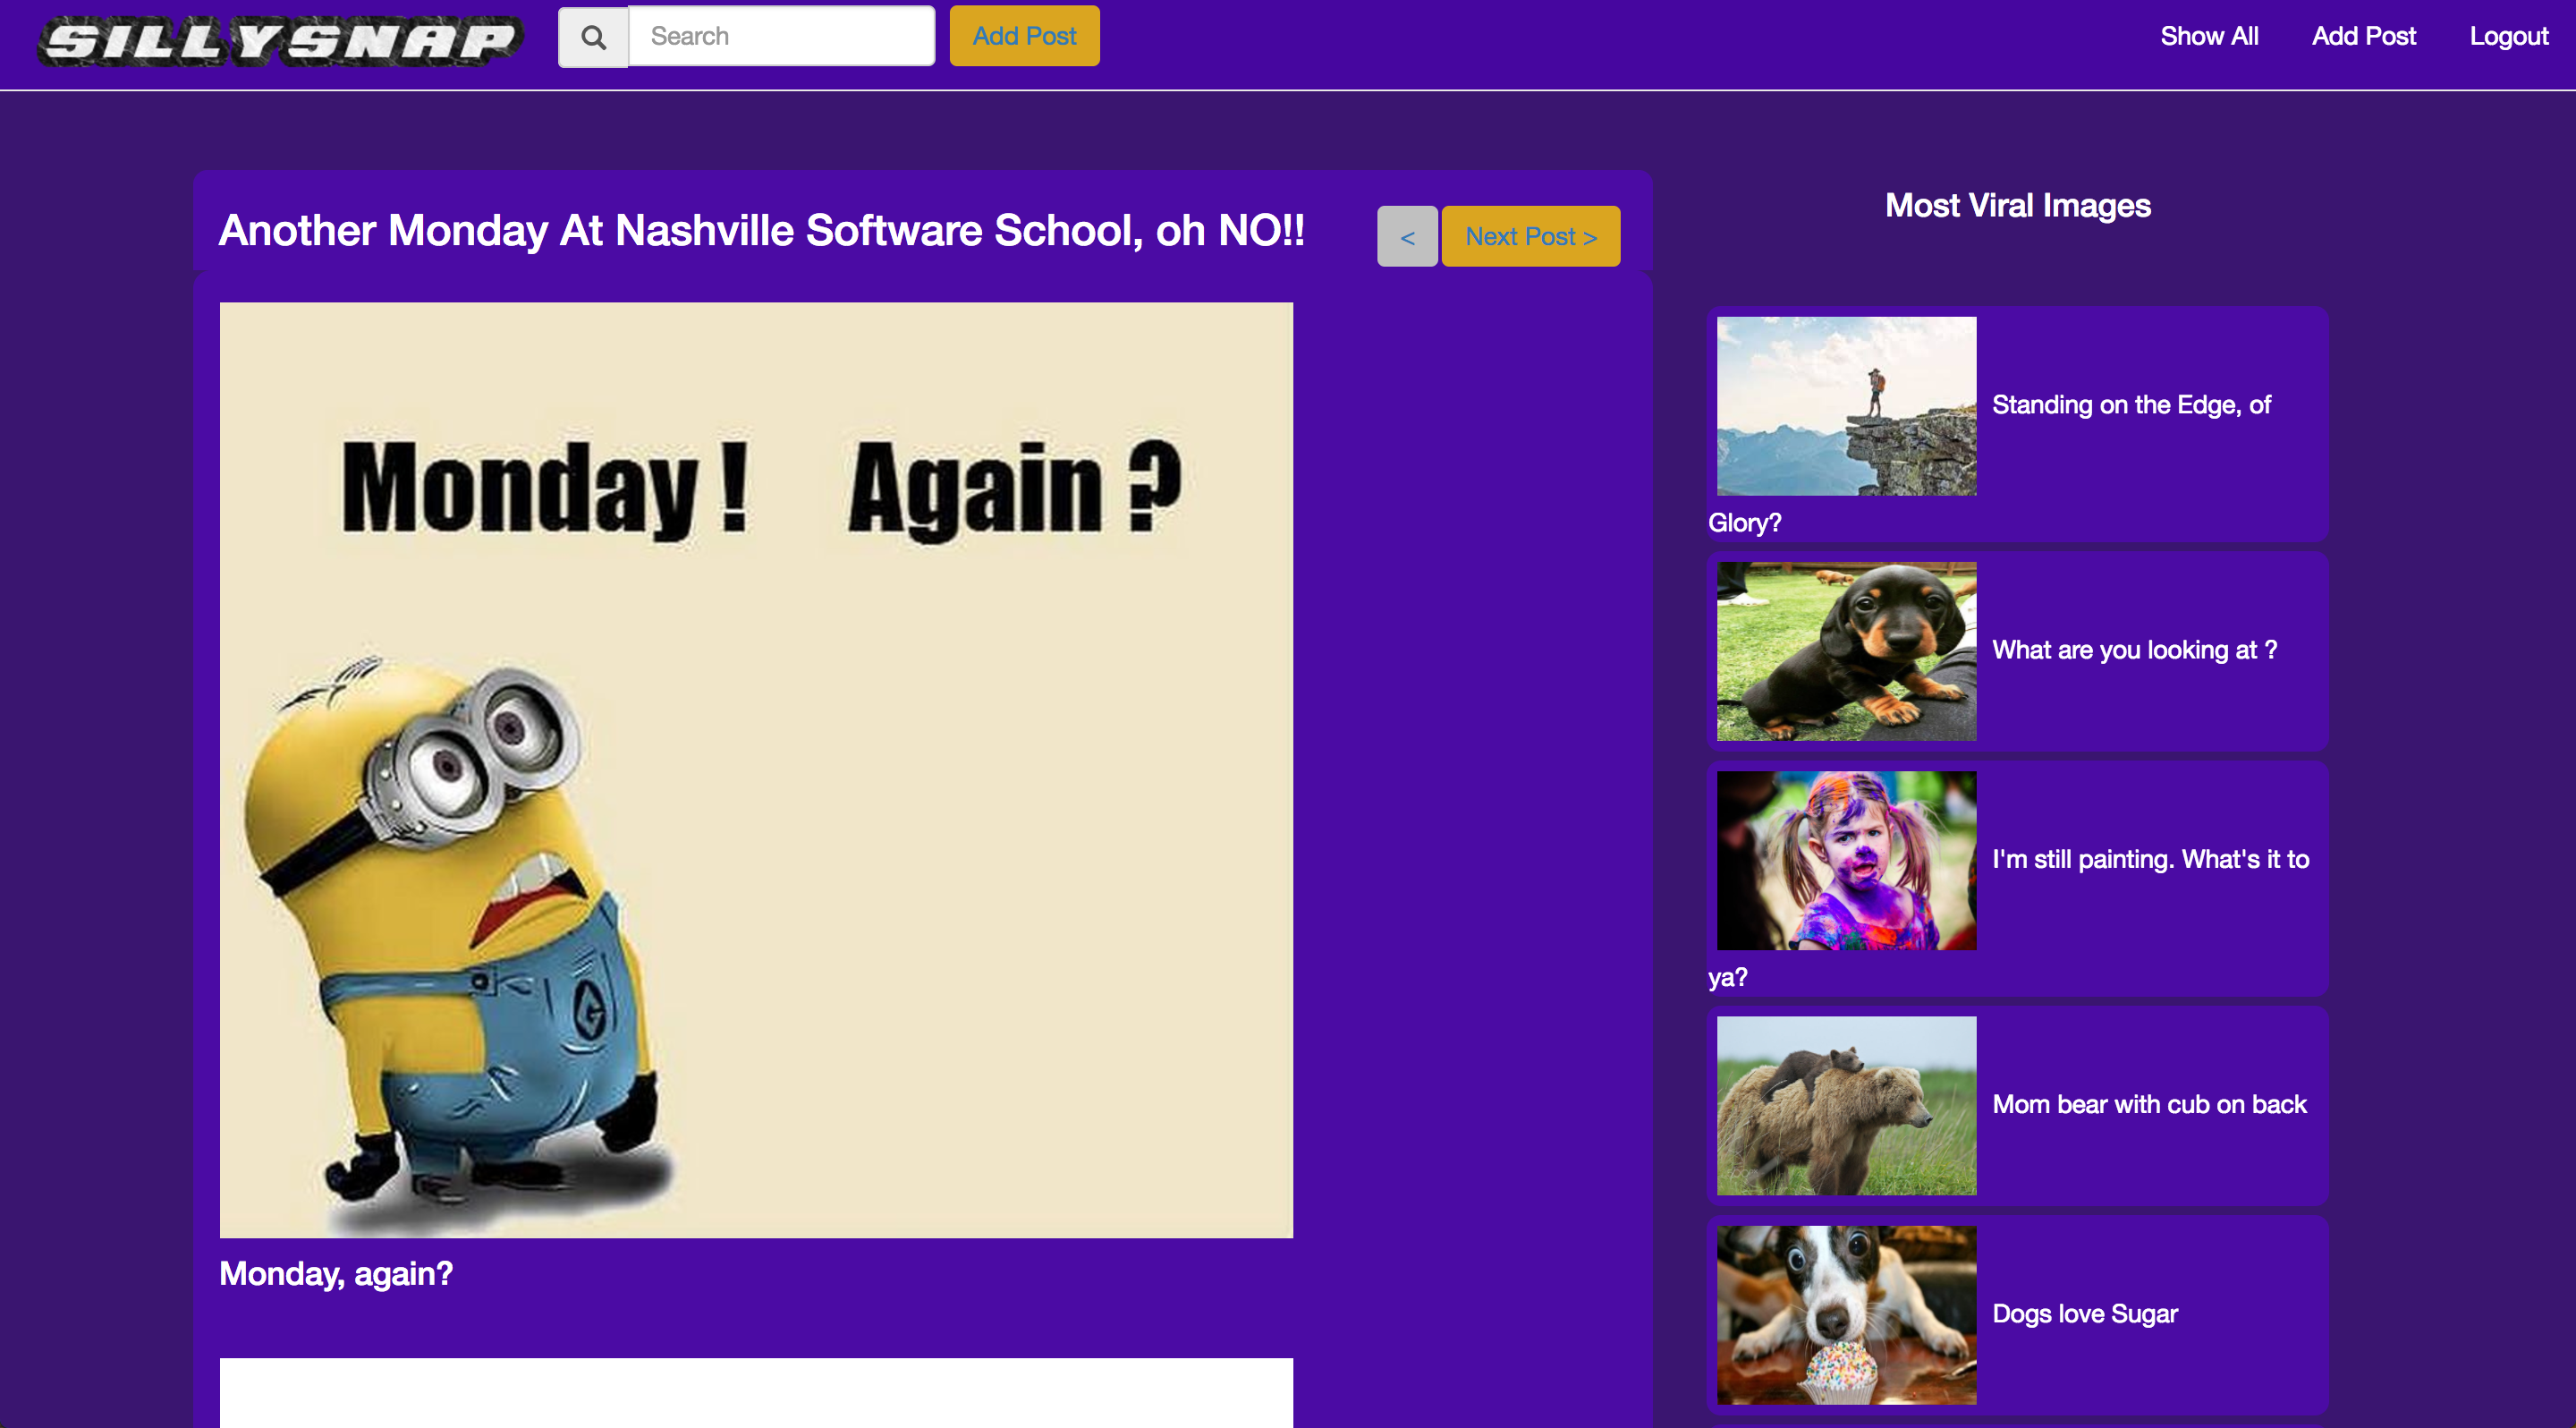 SILLYSNAP
Search
Add Post
Show All
Add Post
Logout
Another Monday At Nashville Software School, oh NO!!
<
Next Post >
Monday ! Again ?
G
Monday, again?
Most Viral Images
Standing on the Edge, of
Glory?
What are you looking at ?
I'm still painting. What's it to
ya?
Mom bear with cub on back
Dogs love Sugar